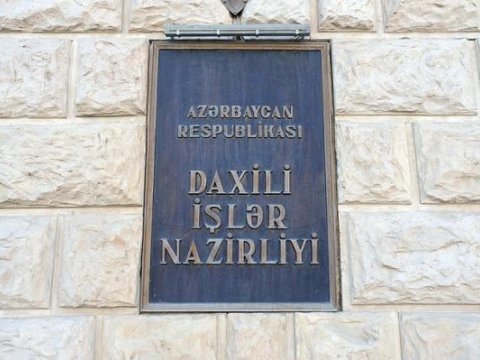 AZƏRBAYCAN
RESPUBLİKASI
DAXİLİ
İŞLƏR
NAZİRLİYİ